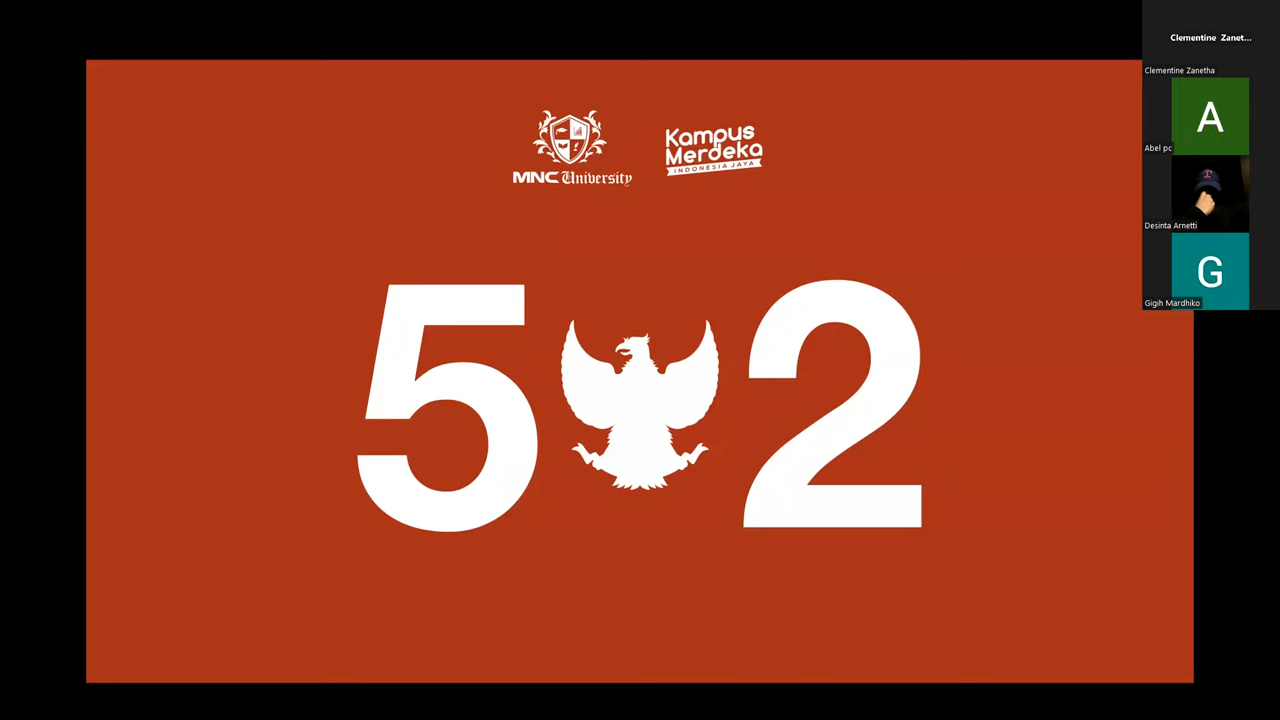 MNC University
Kampus
Merdeka
INDONESIA JAYA
5 2
Clementine Zanet...
Clementine Zanetha
A
Abel pc
Desinta Arnetti
G
Gigih Mardhiko